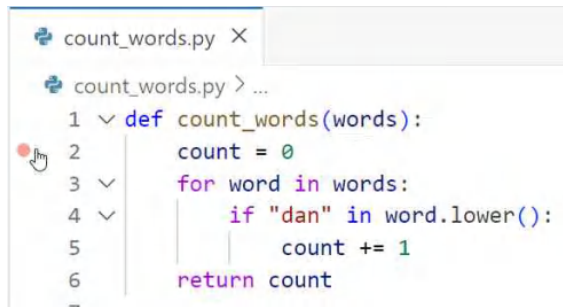 count_words.py
count_words.py > ...
1 def count_words(words):
2     count = 0
3     for word in words:
4         if "dan" in word.lower():
5             count += 1
6     return count